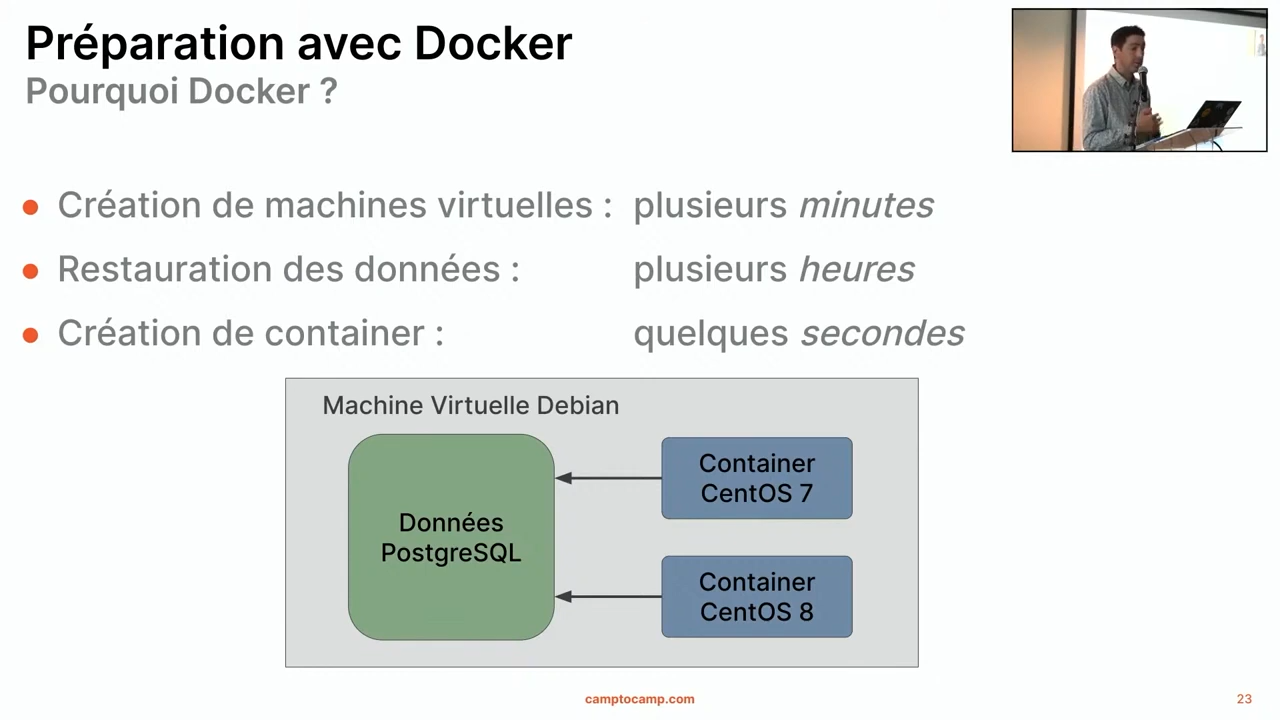 Préparation avec Docker
Pourquoi Docker ?
Création de machines virtuelles : plusieurs minutes
Restauration des données : plusieurs heures
Création de container : quelques secondes
Machine Virtuelle Debian
Données
PostgreSQL
Container
CentOS 7
Container
CentOS 8
camptocamp.com
23